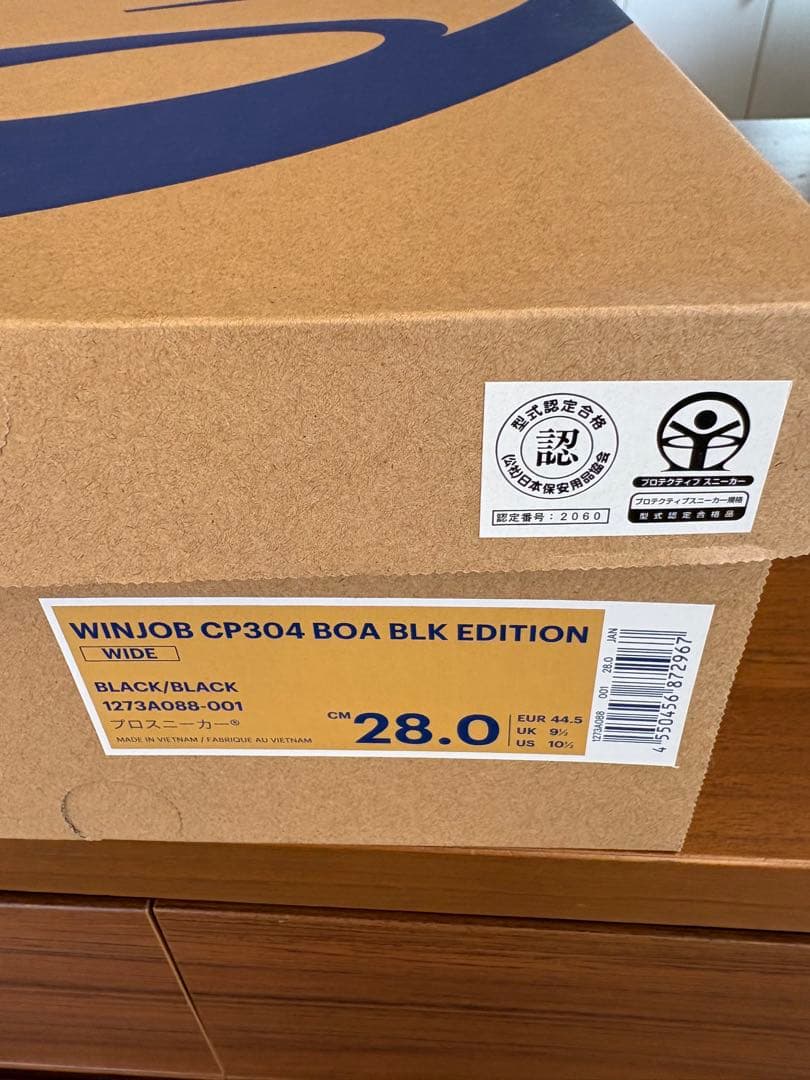 型式認定合格
認
(公社)日本保安用品協会
認定番号:2060
プロテクティブ スニーカー
プロテクティブスニーカー規格
型式認定合格品
WINJOB CP304 BOA BLK EDITION
WIDE
BLACK/BLACK
1273A088-001
プロスニーカー®
MADE IN VIETNAM / FABRIQUE AU VIETNAM
CM 28.0
EUR 44.5
UK 9½
US 10½
1273A088 001 28.0 JAN
4 550456 872967